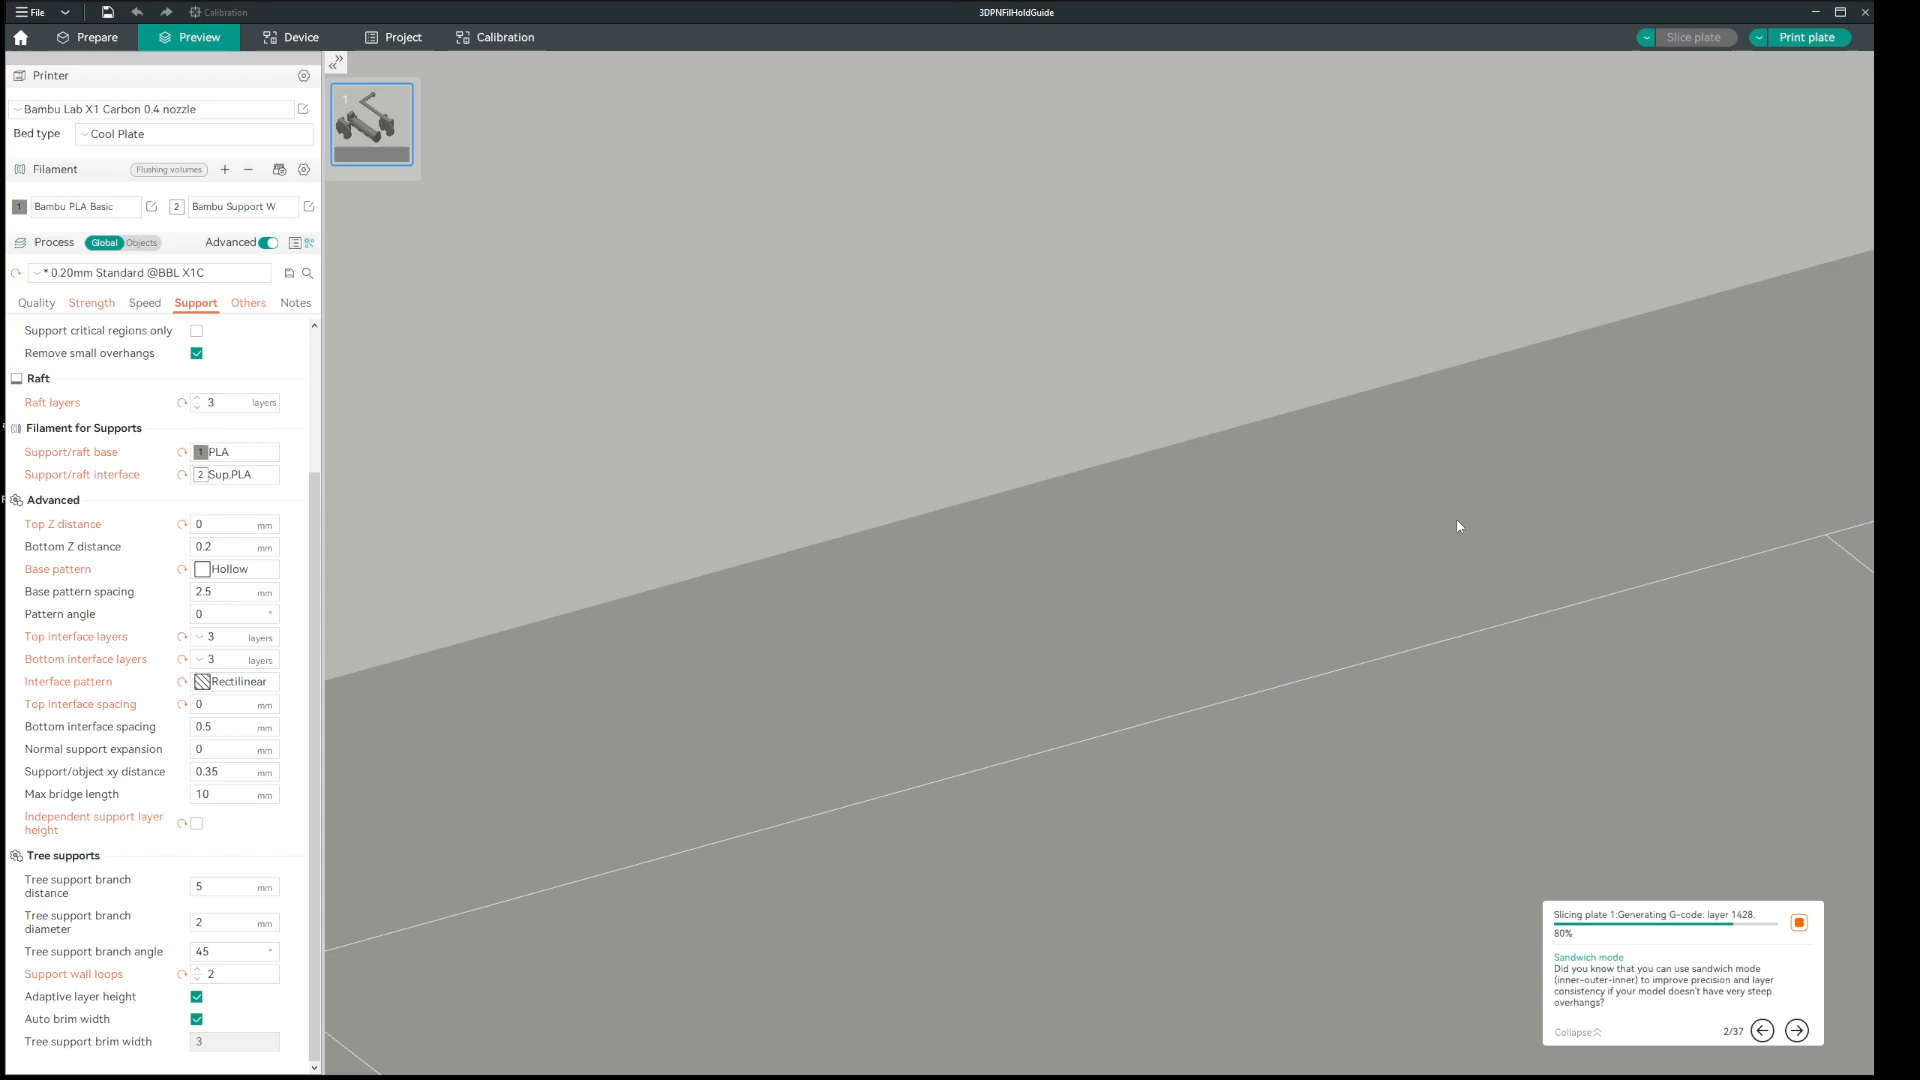 File
Calibration
3DPNFilHoldGuide
Prepare
Preview
Device
Project
Calibration
Slice plate
Print plate
Printer
Bambu Lab X1 Carbon 0.4 nozzle
Bed type
Cool Plate
Filament
Flushing volumes
1 Bambu PLA Basic
2 Bambu Support W
Process
Global
Objects
Advanced
* 0.20mm Standard @BBL X1C
Quality
Strength
Speed
Support
Others
Notes
Support critical regions only
Remove small overhangs
Raft
Raft layers 3 layers
Filament for Supports
Support/raft base 1 PLA
Support/raft interface 2 Sup.PLA
Advanced
Top Z distance 0 mm
Bottom Z distance 0.2 mm
Base pattern Hollow
Base pattern spacing 2.5 mm
Pattern angle 0 °
Top interface layers 3 layers
Bottom interface layers 3 layers
Interface pattern Rectilinear
Top interface spacing 0 mm
Bottom interface spacing 0.5 mm
Normal support expansion 0 mm
Support/object xy distance 0.35 mm
Max bridge length 10 mm
Independent support layer
height
Tree supports
Tree support branch
distance 5 mm
Tree support branch
diameter 2 mm
Tree support branch angle 45 °
Support wall loops 2
Adaptive layer height
Auto brim width
Tree support brim width 3
1
Slicing plate 1:Generating G-code: layer 1428.
80%
Sandwich mode
Did you know that you can use sandwich mode
(inner-outer-inner) to improve precision and layer
consistency if your model doesn't have very steep
overhangs?
Collapse
2/37